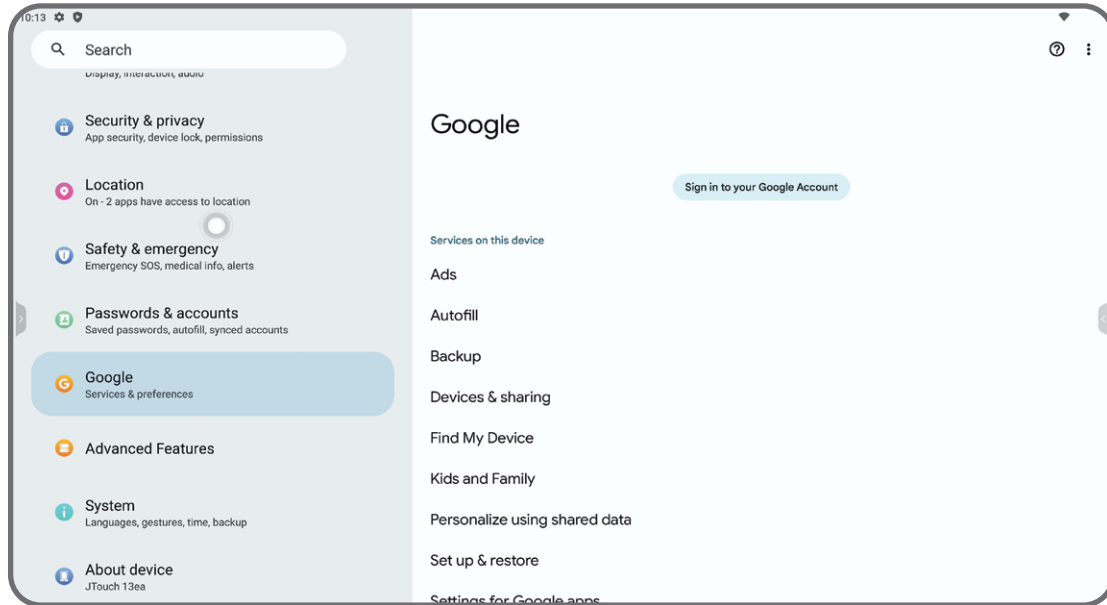 10:13
Search
Display, interaction, audio
Security & privacy
App security, device lock, permissions
Location
On - 2 apps have access to location
Safety & emergency
Emergency SOS, medical info, alerts
Passwords & accounts
Saved passwords, autofill, synced accounts
Google
Services & preferences
Advanced Features
System
Languages, gestures, time, backup
About device
JTouch 13ea
Google
Sign in to your Google Account
Services on this device
Ads
Autofill
Backup
Devices & sharing
Find My Device
Kids and Family
Personalize using shared data
Set up & restore
Settings for Google apps